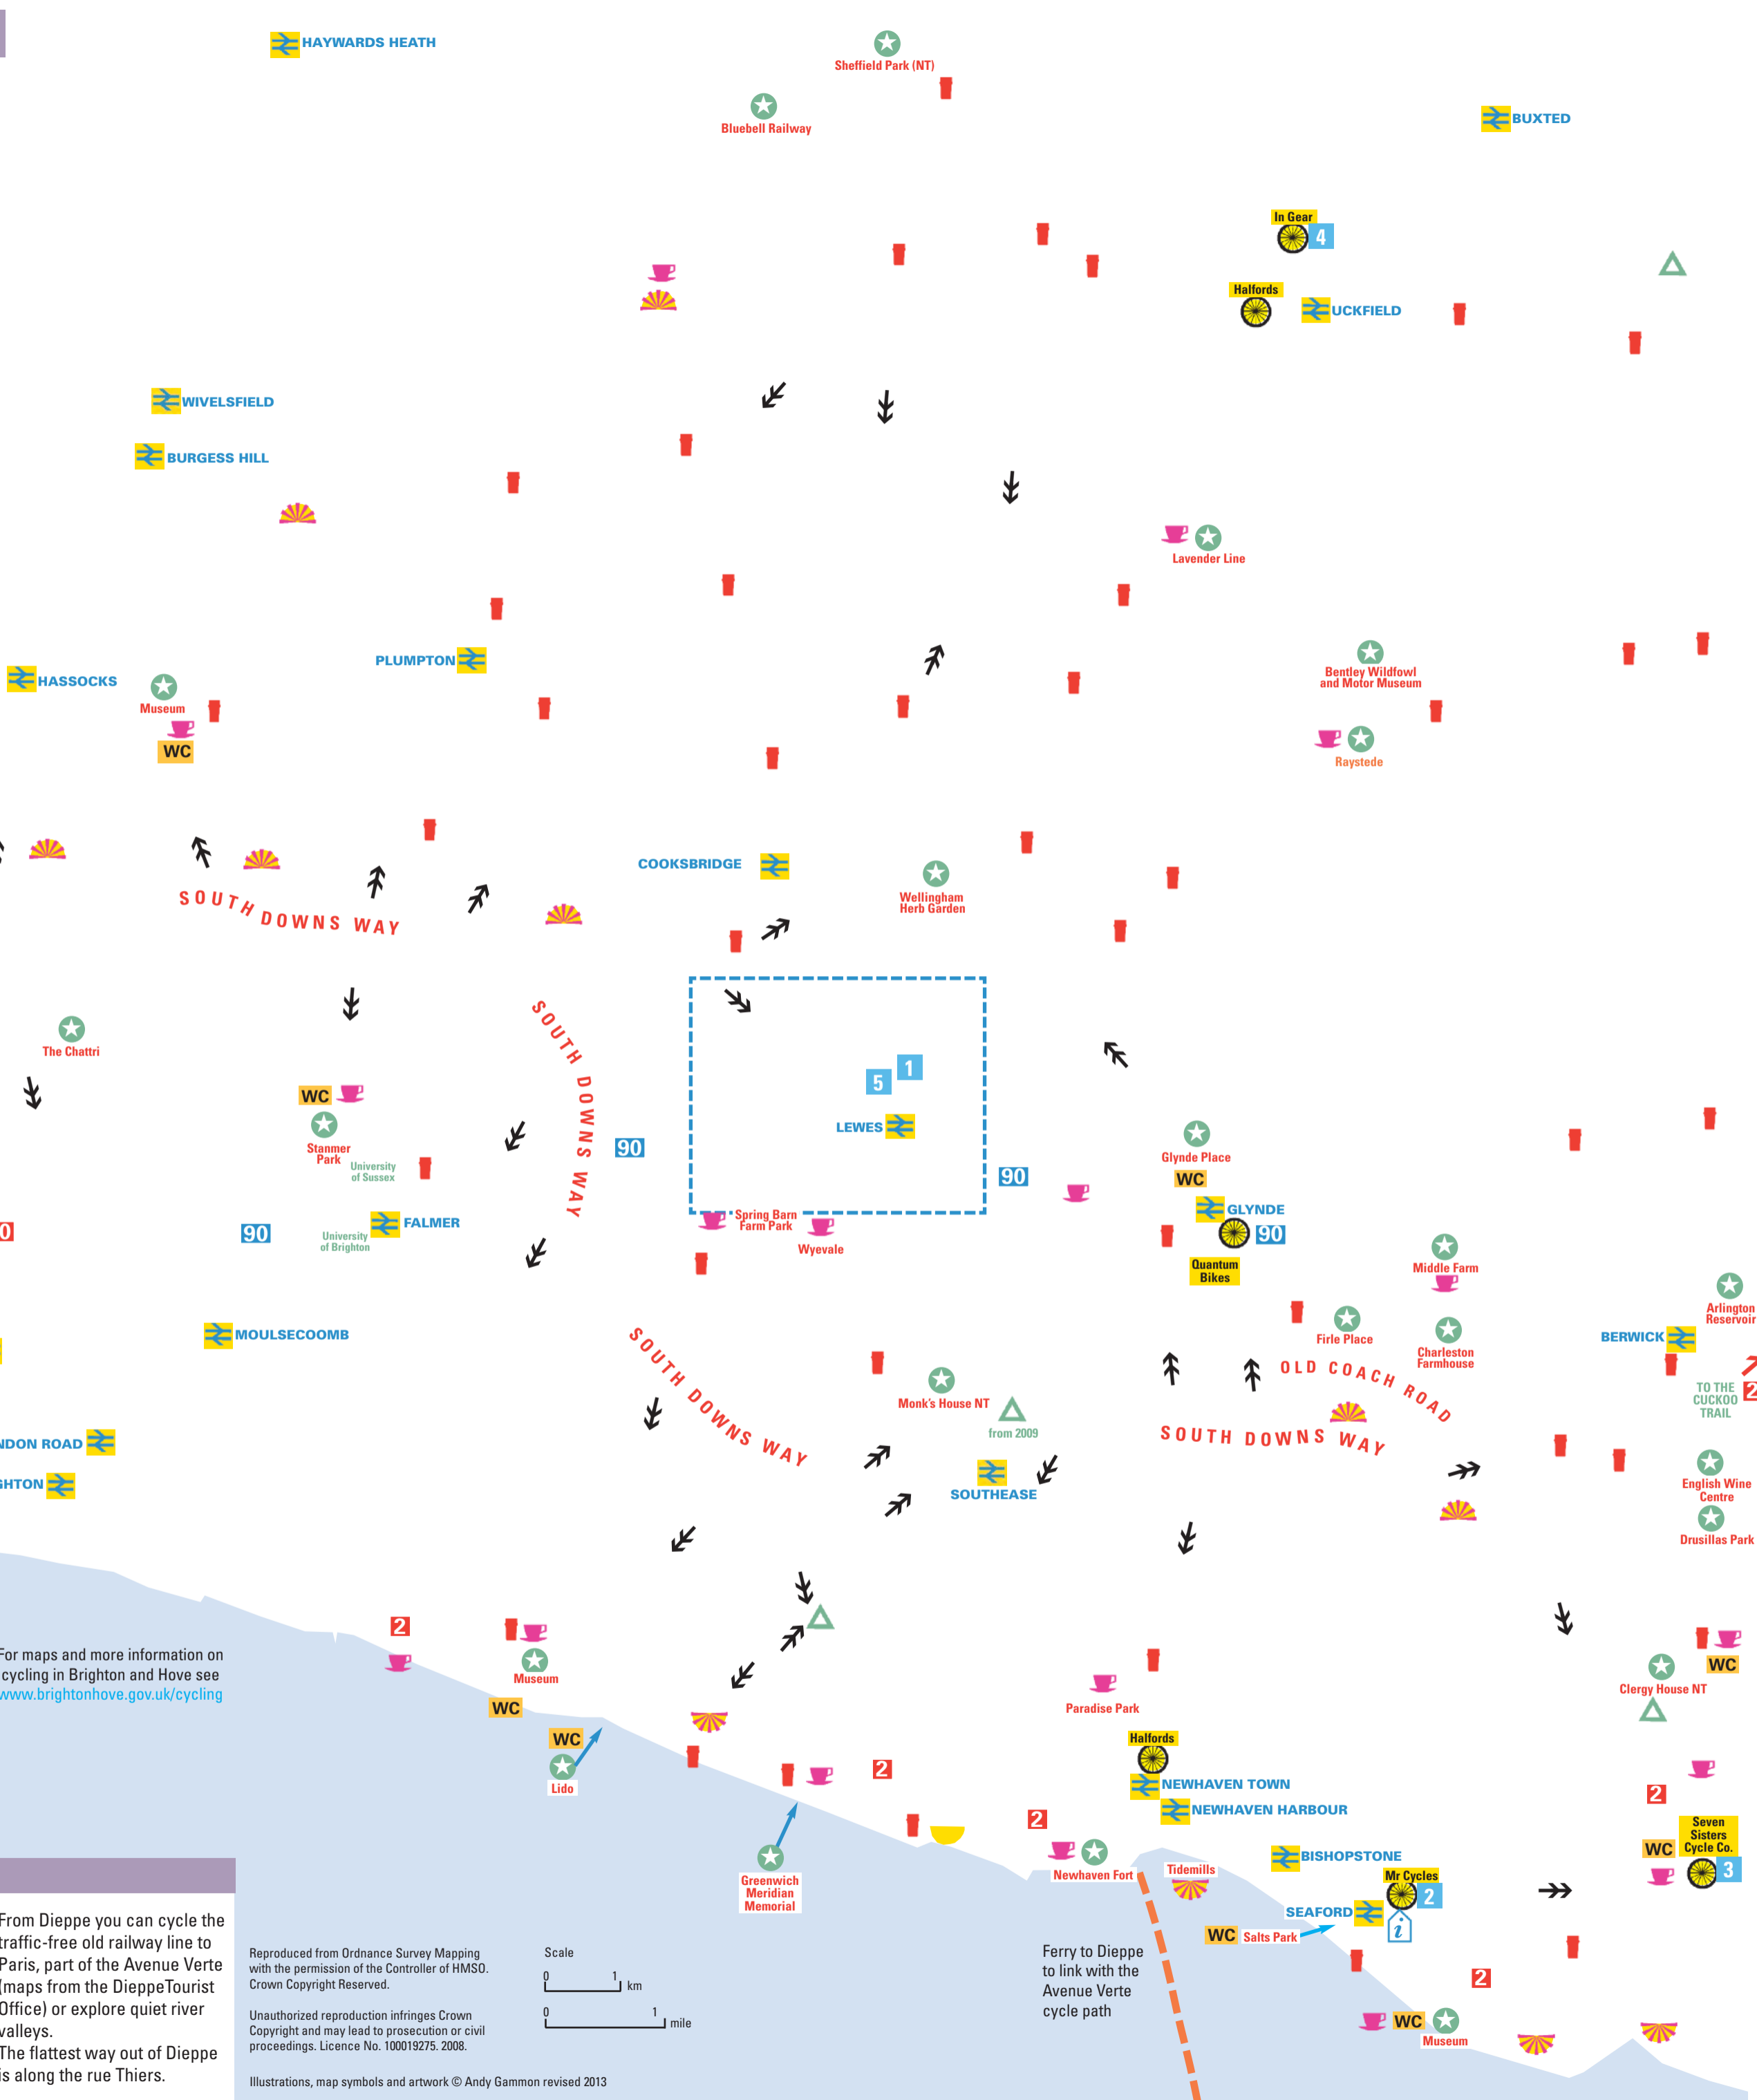 HAYWARDS HEATH
Sheffield Park (NT)
Bluebell Railway
BUXTED
In Gear
4
Halfords
UCKFIELD
WIVELSFIELD
BURGESS HILL
Lavender Line
PLUMPTON
HASSOCKS
Museum
WC
Bentley Wildfowl
and Motor Museum
Raystede
COOKSBRIDGE
Wellingham
Herb Garden
SOUTH DOWNS WAY
SOUTH DOWNS WAY
The Chattri
1
5
LEWES
WC
Stanmer
Park
University
of Sussex
90
90
Glynde Place
WC
GLYNDE
90
Quantum
Bikes
0
90
University
of Brighton
FALMER
Spring Barn
Farm Park
Wyevale
Middle Farm
Arlington
Reservoir
MOULSECOOMB
Firle Place
Charleston
Farmhouse
BERWICK
SOUTH DOWNS WAY
OLD COACH ROAD
TO THE
CUCKOO
TRAIL
2
Monk's House NT
from 2009
SOUTH DOWNS WAY
NDON ROAD
GHTON
SOUTHEASE
English Wine
Centre
Drusillas Park
For maps and more information on
cycling in Brighton and Hove see
www.brightonhove.gov.uk/cycling
2
Museum
WC
WC
Lido
Paradise Park
WC
Clergy House NT
Halfords
NEWHAVEN TOWN
NEWHAVEN HARBOUR
2
2
2
Seven
Sisters
Cycle Co.
WC
3
Greenwich
Meridian
Memorial
Newhaven Fort
Tidemills
BISHOPSTONE
Mr Cycles
2
SEAFORD
i
WC
Salts Park
2
WC
Museum
Ferry to Dieppe
to link with the
Avenue Verte
cycle path
From Dieppe you can cycle the
traffic-free old railway line to
Paris, part of the Avenue Verte
(maps from the DieppeTourist
Office) or explore quiet river
valleys.
The flattest way out of Dieppe
is along the rue Thiers.
Reproduced from Ordnance Survey Mapping
with the permission of the Controller of HMSO.
Crown Copyright Reserved.
Unauthorized reproduction infringes Crown
Copyright and may lead to prosecution or civil
proceedings. Licence No. 100019275. 2008.
Illustrations, map symbols and artwork © Andy Gammon revised 2013
Scale
0 1 km
0 1 mile